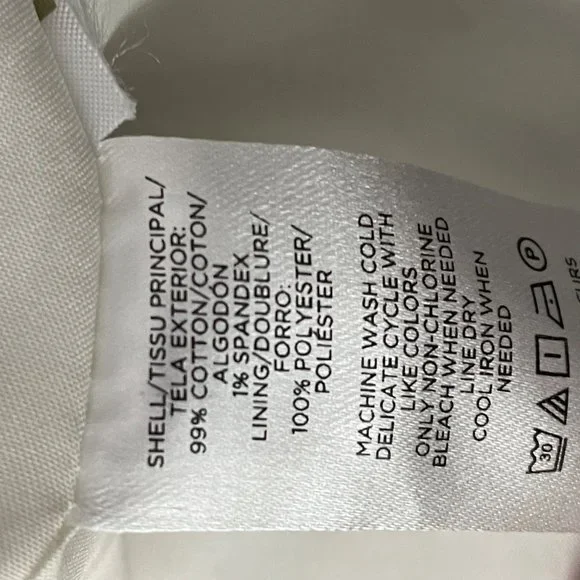 SHELL/TISSU PRINCIPAL/
TELA EXTERIOR:
99% COTTON/COTON/
ALGODÓN
1% SPANDEX
LINING/DOUBLURE/
FORRO:
100% POLYESTER/
POLIÉSTER
MACHINE WASH COLD
DELICATE CYCLE WITH
LIKE COLORS
ONLY NON-CHLORINE
BLEACH WHEN NEEDED
LINE DRY
COOL IRON WHEN
NEEDED
30 P